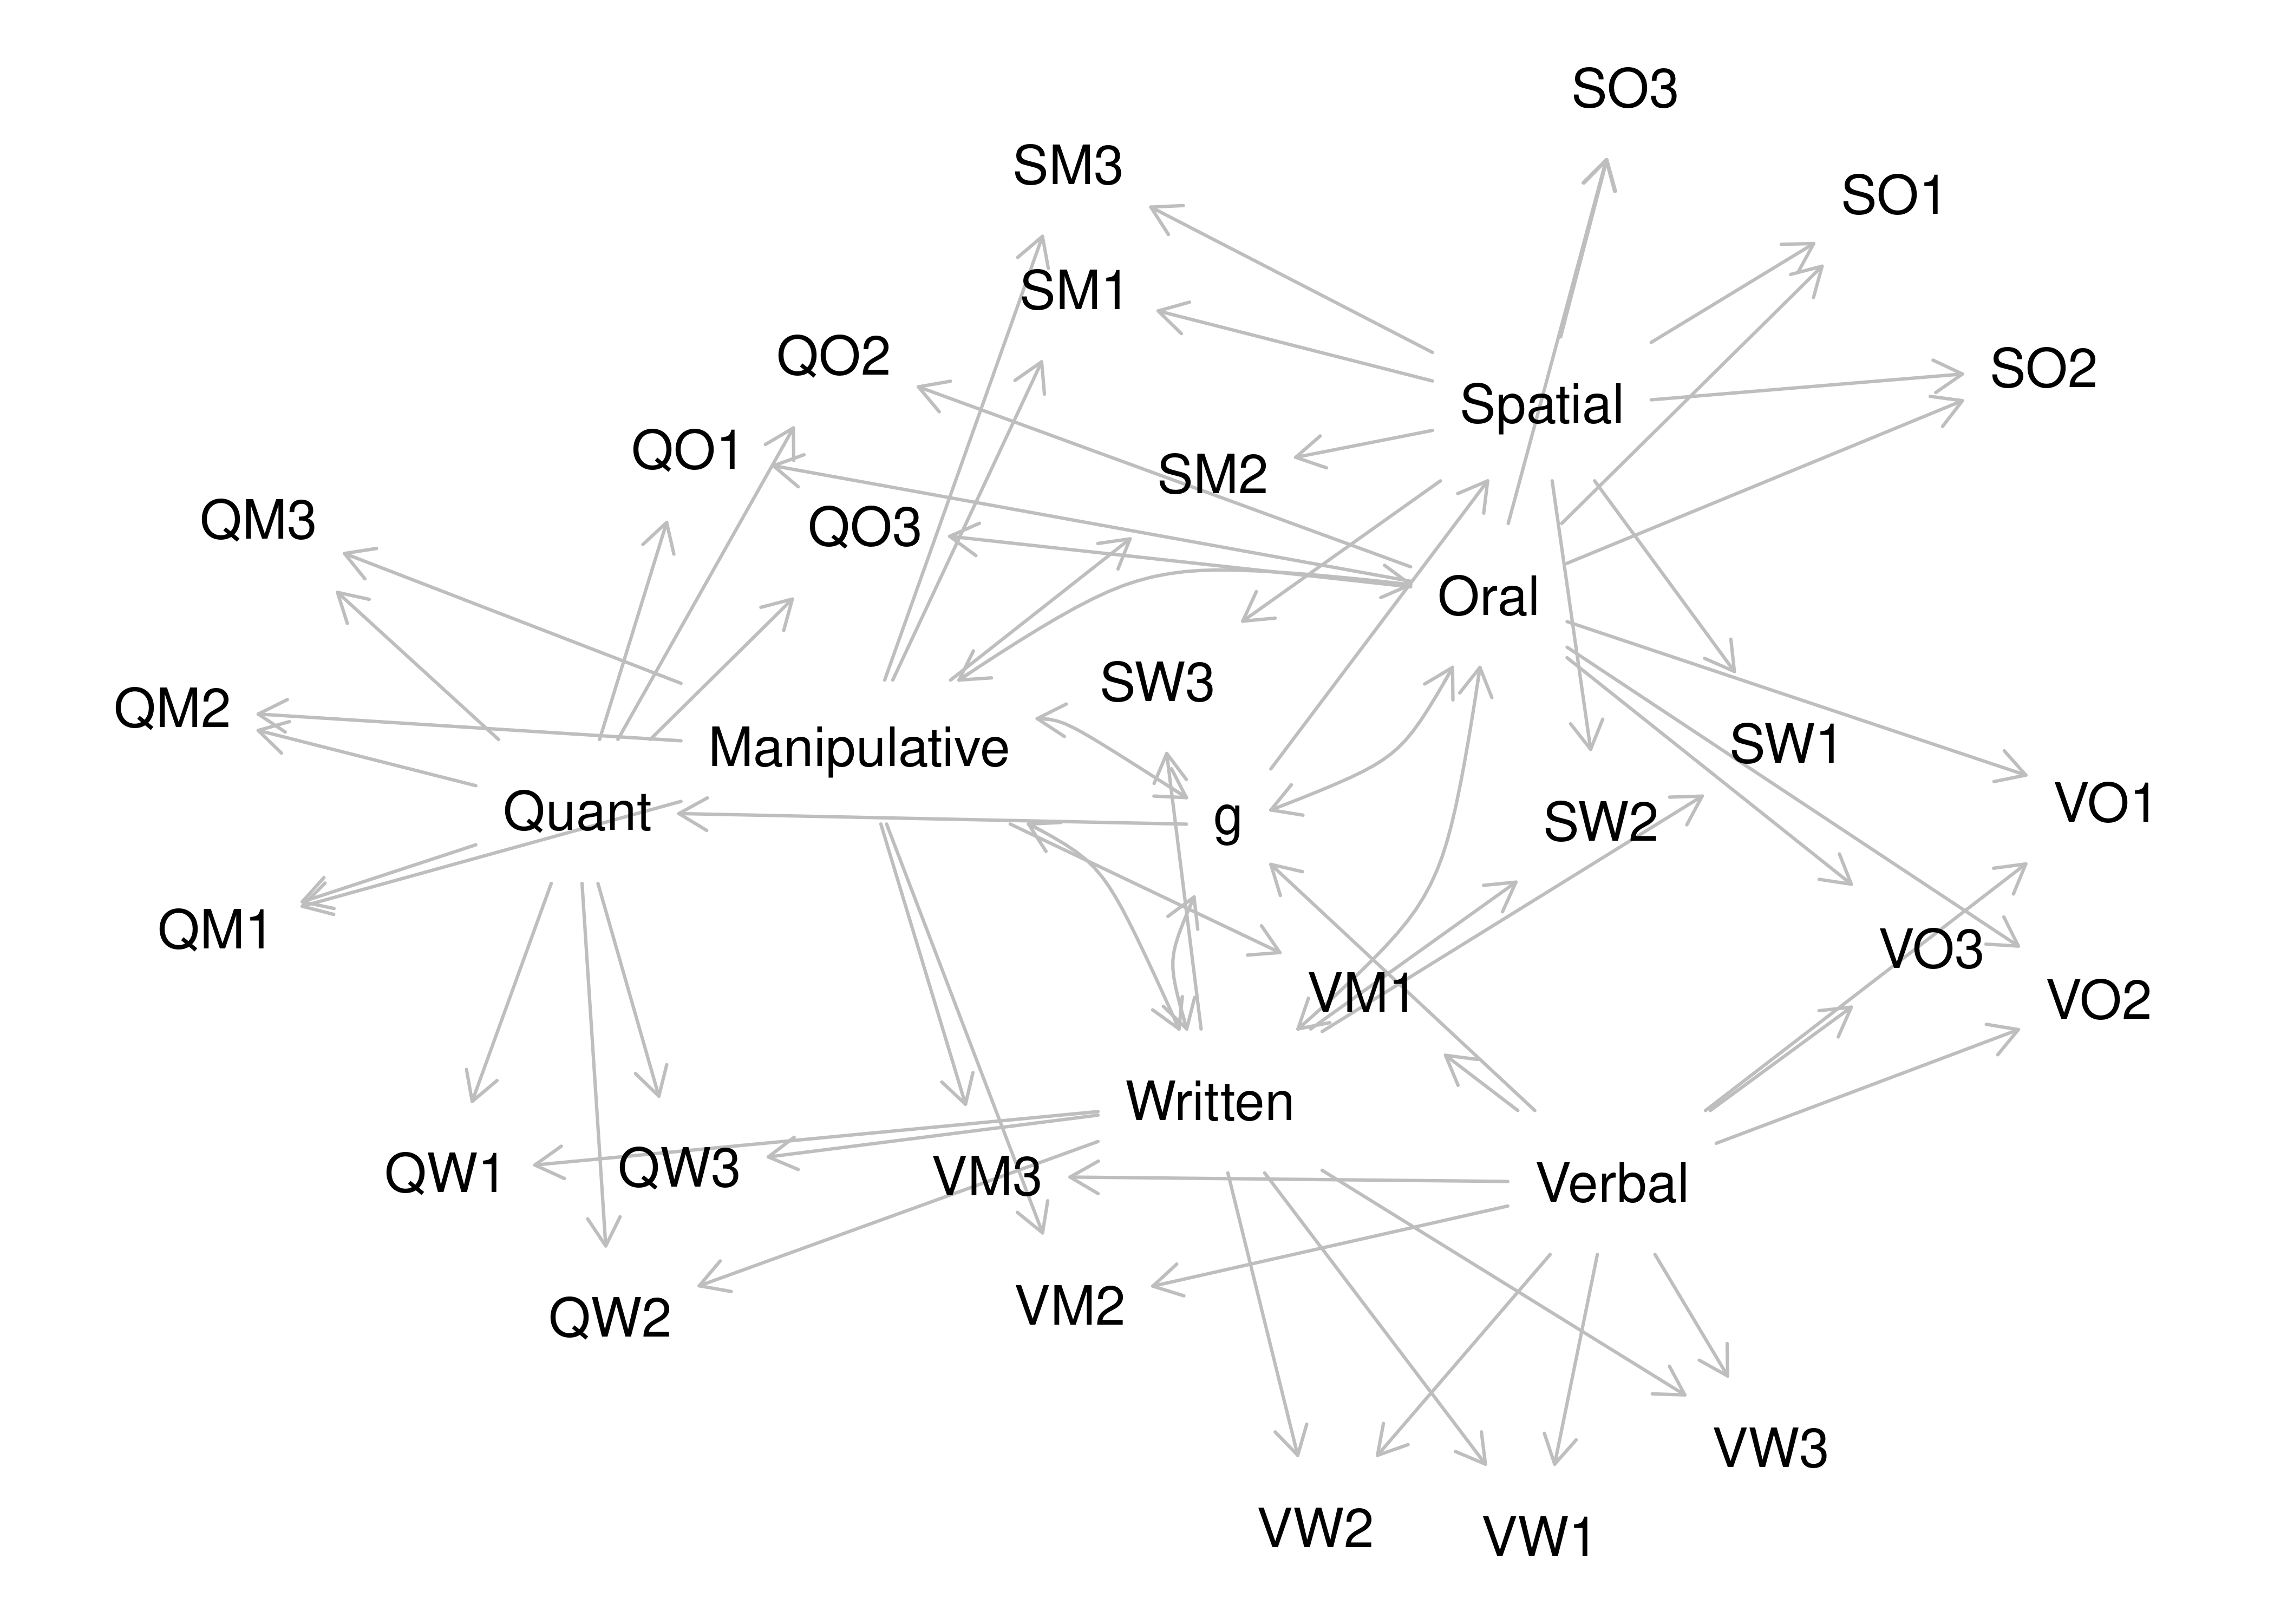 SO3
SM3
SO1
SM1
QO2
SO2
Spatial
QO1
SM2
QM3
QO3
Oral
SW3
QM2
Manipulative
SW1
VO1
Quant
g
SW2
QM1
VO3
VM1
VO2
Written
QW1
QW3
VM3
Verbal
VM2
QW2
VW3
VW2
VW1